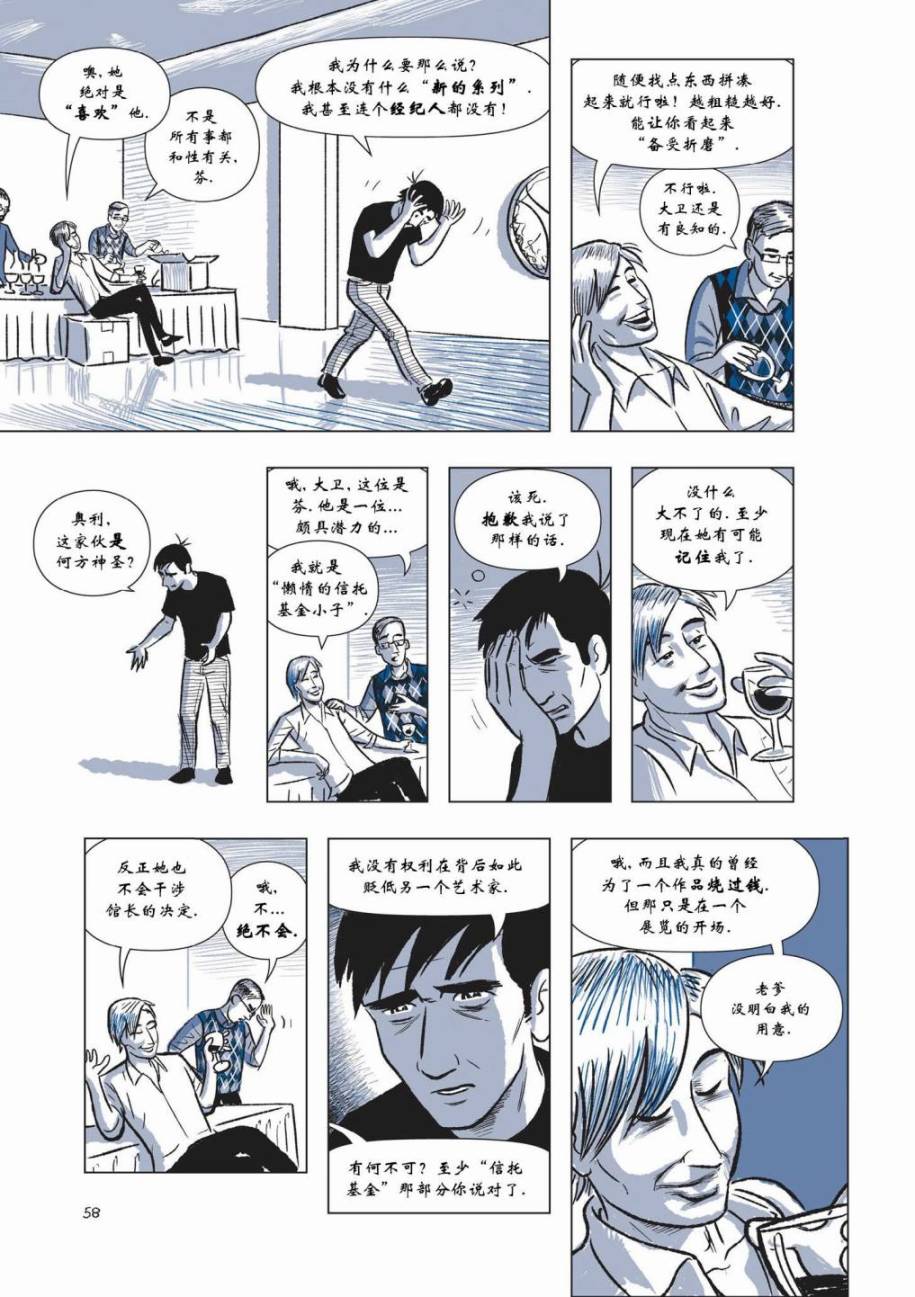 噢,她
绝对是
“喜欢”他.
不是
所有事都
和性有关,
芬.
我为什么要那么说?
我根本没有什么“新的系列”.
我甚至连个经纪人都没有!
随便找点东西拼凑
起来就行啦!越粗糙越好.
能让你看起来
“备受折磨”.
不行啦.
大卫还是
有良知的.
奥利,
这家伙是
何方神圣?
哦,大卫,这位是
芬.他是一位...
颇具潜力的...
我就是
“懒惰的信托
基金小子”.
该死.
抱歉我说了
那样的话.
没什么
大不了的.至少
现在她有可能
记住我了.
反正她也
不会干涉
馆长的决定.
哦,
不...
绝不会.
我没有权利在背后如此
贬低另一个艺术家.
有何不可?至少“信托
基金”那部分你说对了.
哦,而且我真的曾经
为了一个作品烧过钱.
但那只是在一个
展览的开场.
老爹
没明白我的
用意.
58